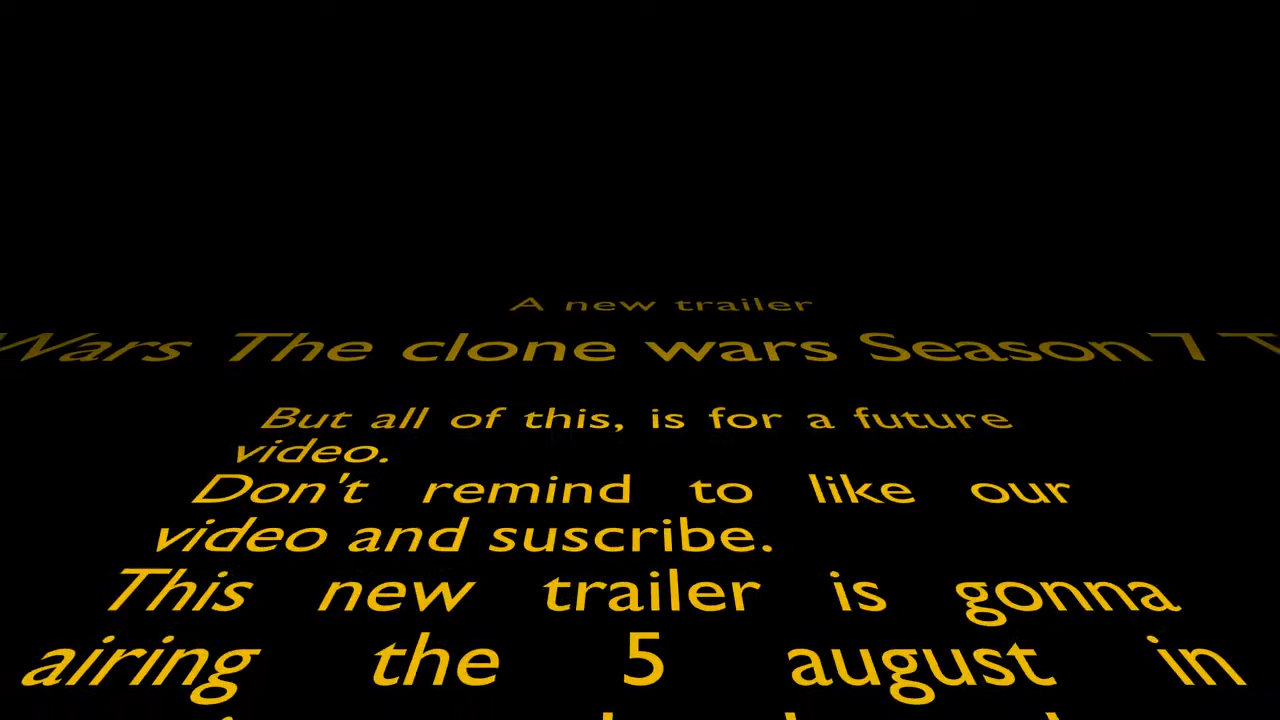 A new trailer
Wars The clone wars Season 7 T
But all of this, is for a future
video.
Don't remind to like our
video and suscribe.
This new trailer is gonna
airing the 5 august in